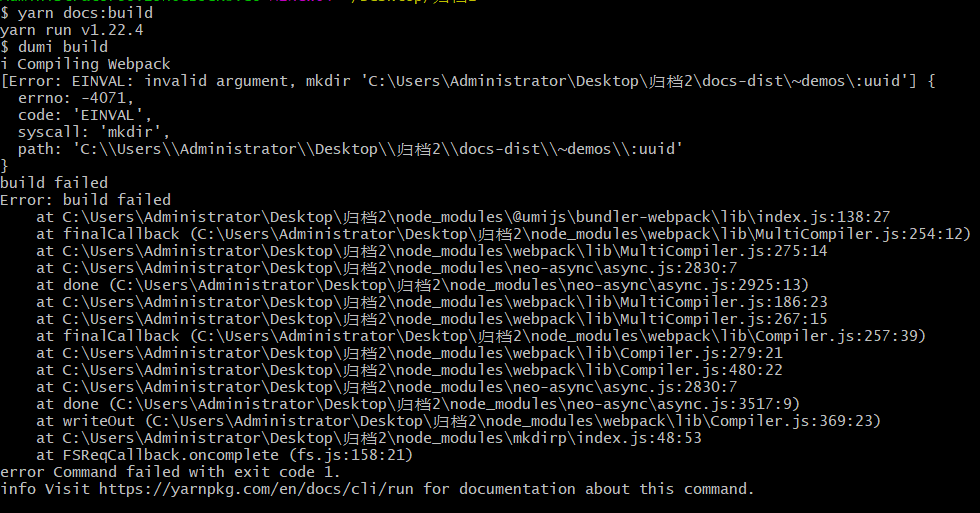 $ yarn docs:build
yarn run v1.22.4
$ dumi build
i Compiling Webpack
[Error: EINVAL: invalid argument, mkdir 'C:\Users\Administrator\Desktop\归档2\docs-dist\~demos\:uuid'] {
  errno: -4071,
  code: 'EINVAL',
  syscall: 'mkdir',
  path: 'C:\\Users\\Administrator\\Desktop\\归档2\\docs-dist\\~demos\\:uuid'
}
build failed
Error: build failed
    at C:\Users\Administrator\Desktop\归档2\node_modules\@umijs\bundler-webpack\lib\index.js:138:27
    at finalCallback (C:\Users\Administrator\Desktop\归档2\node_modules\webpack\lib\MultiCompiler.js:254:12)
    at C:\Users\Administrator\Desktop\归档2\node_modules\webpack\lib\MultiCompiler.js:275:14
    at C:\Users\Administrator\Desktop\归档2\node_modules\neo-async\async.js:2830:7
    at done (C:\Users\Administrator\Desktop\归档2\node_modules\neo-async\async.js:2925:13)
    at C:\Users\Administrator\Desktop\归档2\node_modules\webpack\lib\MultiCompiler.js:186:23
    at C:\Users\Administrator\Desktop\归档2\node_modules\webpack\lib\MultiCompiler.js:267:15
    at finalCallback (C:\Users\Administrator\Desktop\归档2\node_modules\webpack\lib\Compiler.js:257:39)
    at C:\Users\Administrator\Desktop\归档2\node_modules\webpack\lib\Compiler.js:279:21
    at C:\Users\Administrator\Desktop\归档2\node_modules\webpack\lib\Compiler.js:480:22
    at C:\Users\Administrator\Desktop\归档2\node_modules\neo-async\async.js:2830:7
    at done (C:\Users\Administrator\Desktop\归档2\node_modules\neo-async\async.js:3517:9)
    at writeOut (C:\Users\Administrator\Desktop\归档2\node_modules\webpack\lib\Compiler.js:369:23)
    at C:\Users\Administrator\Desktop\归档2\node_modules\mkdirp\index.js:48:53
    at FSReqCallback.oncomplete (fs.js:158:21)
error Command failed with exit code 1.
info Visit https://yarnpkg.com/en/docs/cli/run for documentation about this command.